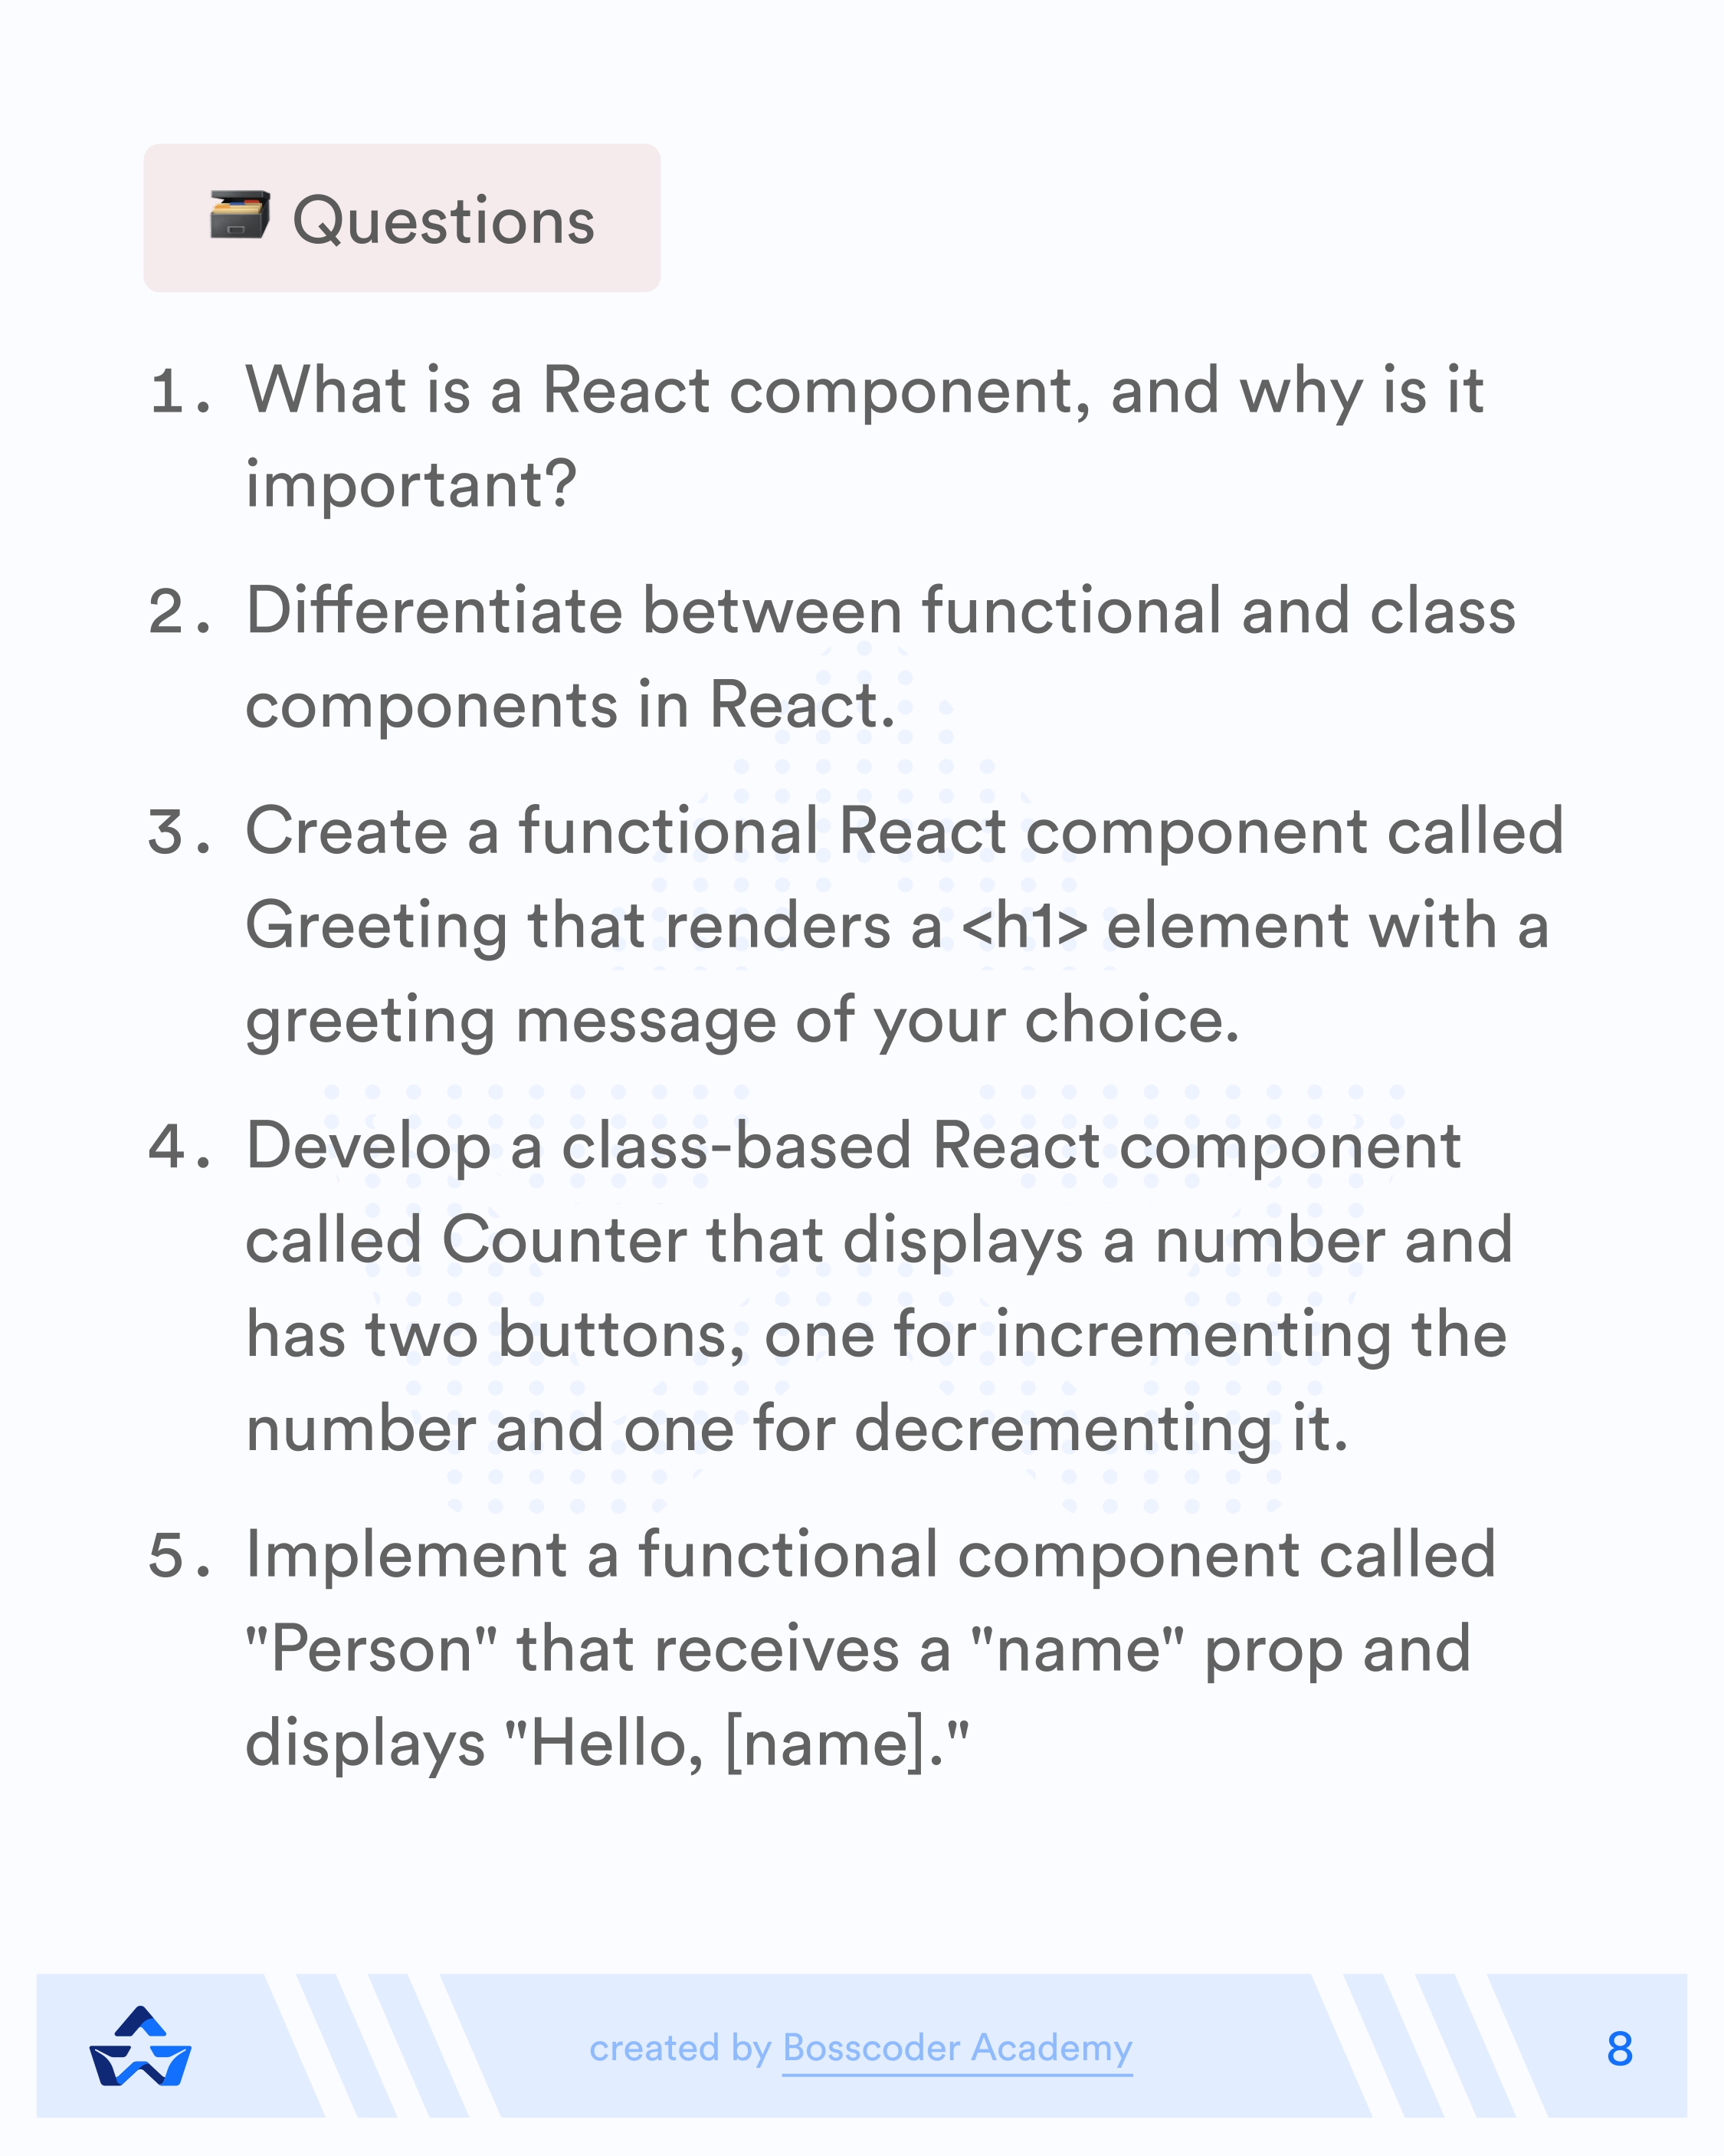 Questions
1. What is a React component, and why is it
important?
2. Differentiate between functional and class
components in React.
3. Create a functional React component called
Greeting that renders a <h1> element with a
greeting message of your choice.
4. Develop a class-based React component
called Counter that displays a number and
has two buttons, one for incrementing the
number and one for decrementing it.
5. Implement a functional component called
"Person" that receives a "name" prop and
displays "Hello, [name]."
created by Bosscoder Academy
8